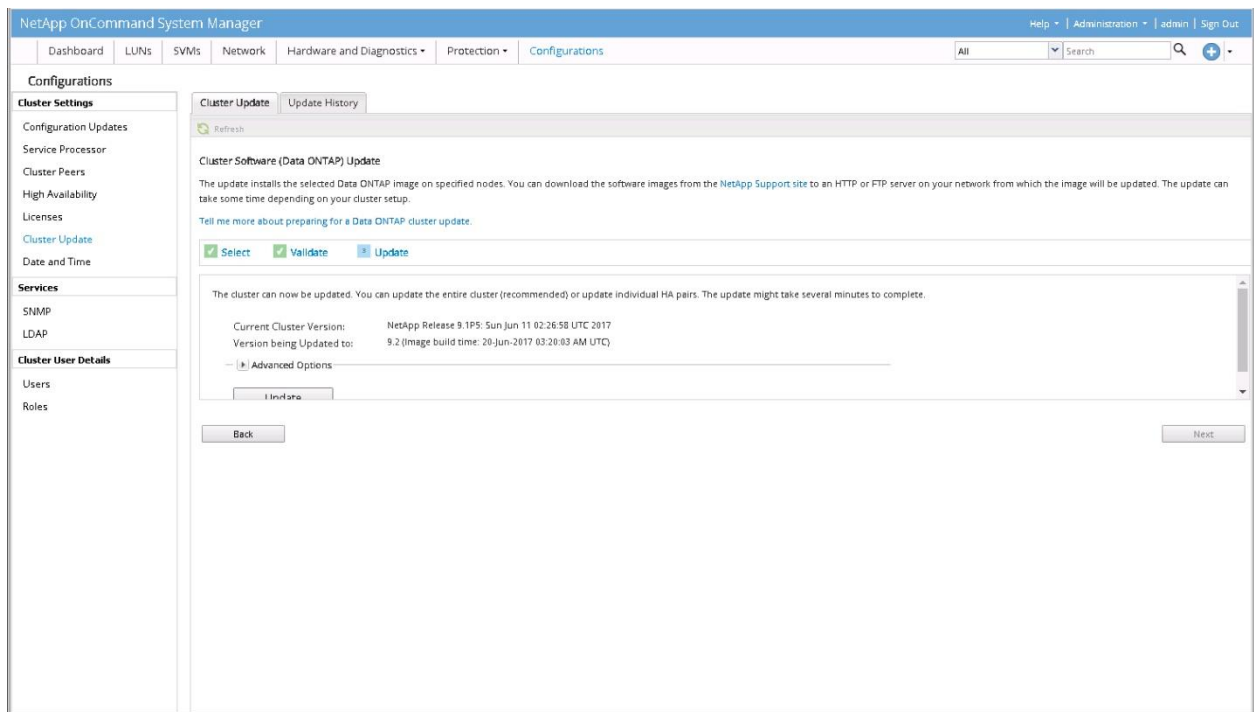 NetApp OnCommand System Manager
Help | Administration | admin | Sign Out
Dashboard LUNs SVMs Network Hardware and Diagnostics Protection Configurations
All Search
Configurations
Cluster Settings
Configuration Updates
Service Processor
Cluster Peers
High Availability
Licenses
Cluster Update
Date and Time
Services
SNMP
LDAP
Cluster User Details
Users
Roles
Cluster Update Update History
Refresh
Cluster Software (Data ONTAP) Update
The update installs the selected Data ONTAP image on specified nodes. You can download the software images from the NetApp Support site to an HTTP or FTP server on your network from which the image will be updated. The update can
take some time depending on your cluster setup.
Tell me more about preparing for a Data ONTAP cluster update.
Select Validate 3 Update
The cluster can now be updated. You can update the entire cluster (recommended) or update individual HA pairs. The update might take several minutes to complete.
Current Cluster Version: NetApp Release 9.1P5: Sun Jun 11 02:26:58 UTC 2017
Version being Updated to: 9.2 (Image build time: 20-Jun-2017 03:20:03 AM UTC)
Advanced Options
Update
Back Next